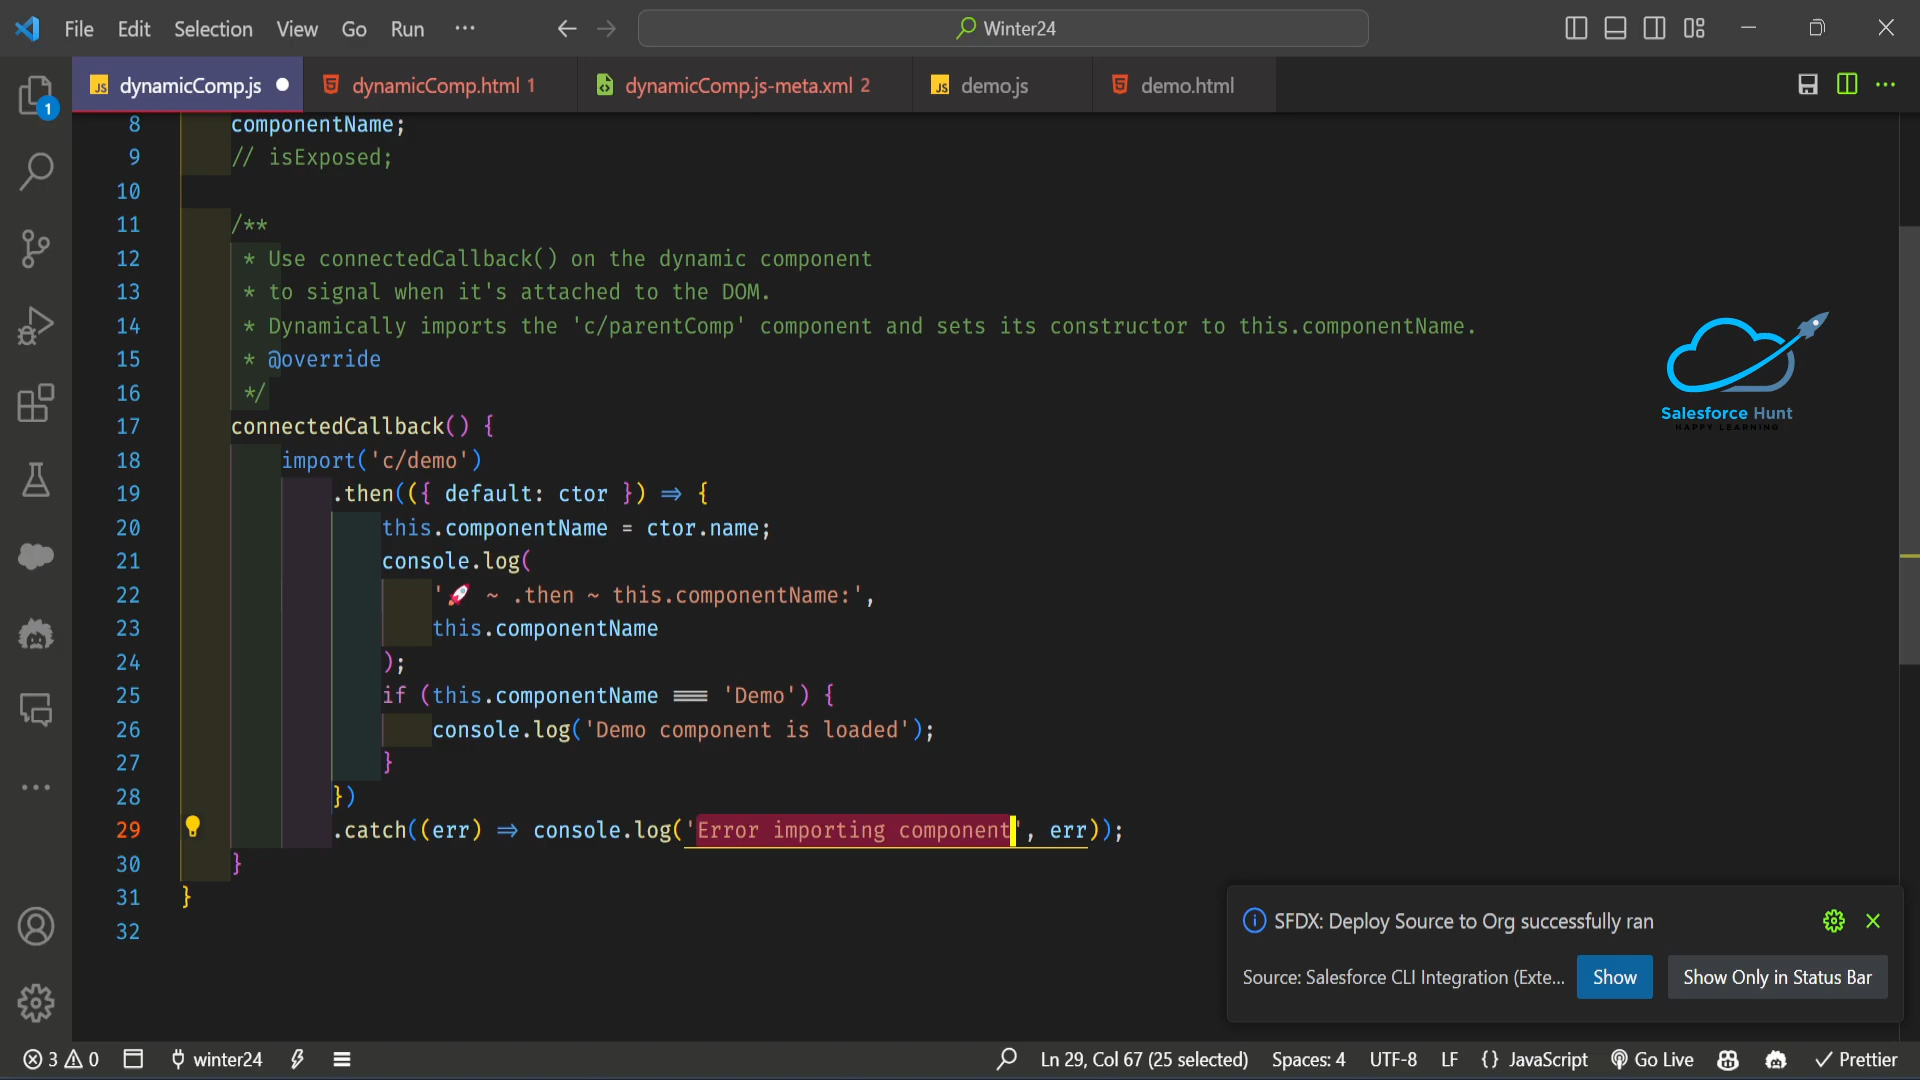 File Edit Selection View Go Run ··· Winter24
1
dynamicComp.js dynamicComp.html 1 dynamicComp.js-meta.xml 2 demo.js demo.html
8 componentName;
9 // isExposed;
10
11 /**
12 * Use connectedCallback() on the dynamic component
13 * to signal when it's attached to the DOM.
14 * Dynamically imports the 'c/parentComp' component and sets its constructor to this.componentName.
15 * @override
16 */
17 connectedCallback() {
18 import('c/demo')
19 .then(({ default: ctor }) => {
20 this.componentName = ctor.name;
21 console.log(
22 '🚀 ~ .then ~ this.componentName:',
23 this.componentName
24 );
25 if (this.componentName === 'Demo') {
26 console.log('Demo component is loaded');
27 }
28 })
29 .catch((err) => console.log('Error importing component', err));
30 }
31 }
32
Salesforce Hunt
HAPPY LEARNING
SFDX: Deploy Source to Org successfully ran
Source: Salesforce CLI Integration (Exte... Show Show Only in Status Bar
3 0 winter24 Ln 29, Col 67 (25 selected) Spaces: 4 UTF-8 LF {} JavaScript Go Live Prettier